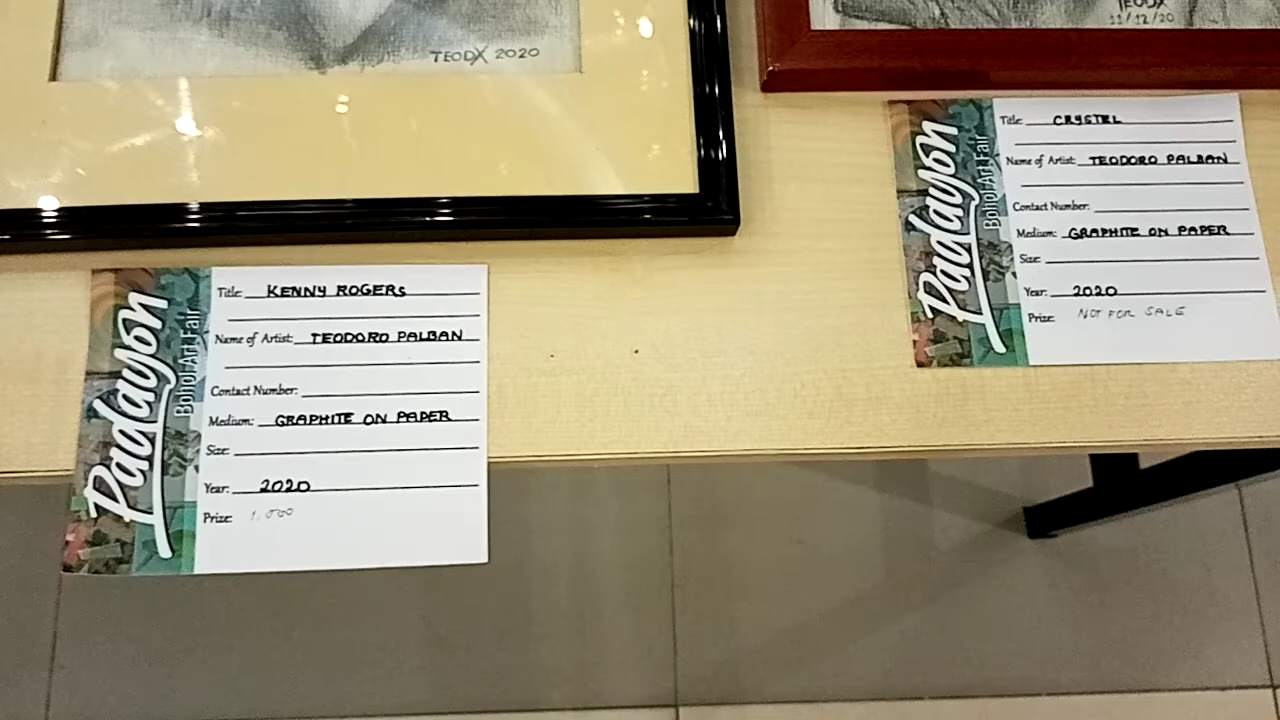 TEODX 2020
TEODX
11/12/20
Padayon
Bohol Art Fair
Title: KENNY ROGERS
Name of Artist: TEODORO PALBAN
Contact Number:
Medium: GRAPHITE ON PAPER
Size:
Year: 2020
Prize: 1,000
Padayon
Bohol Art Fair
Title: CRYSTEL
Name of Artist: TEODORO PALBAN
Contact Number:
Medium: GRAPHITE ON PAPER
Size:
Year: 2020
Prize: NOT FOR SALE